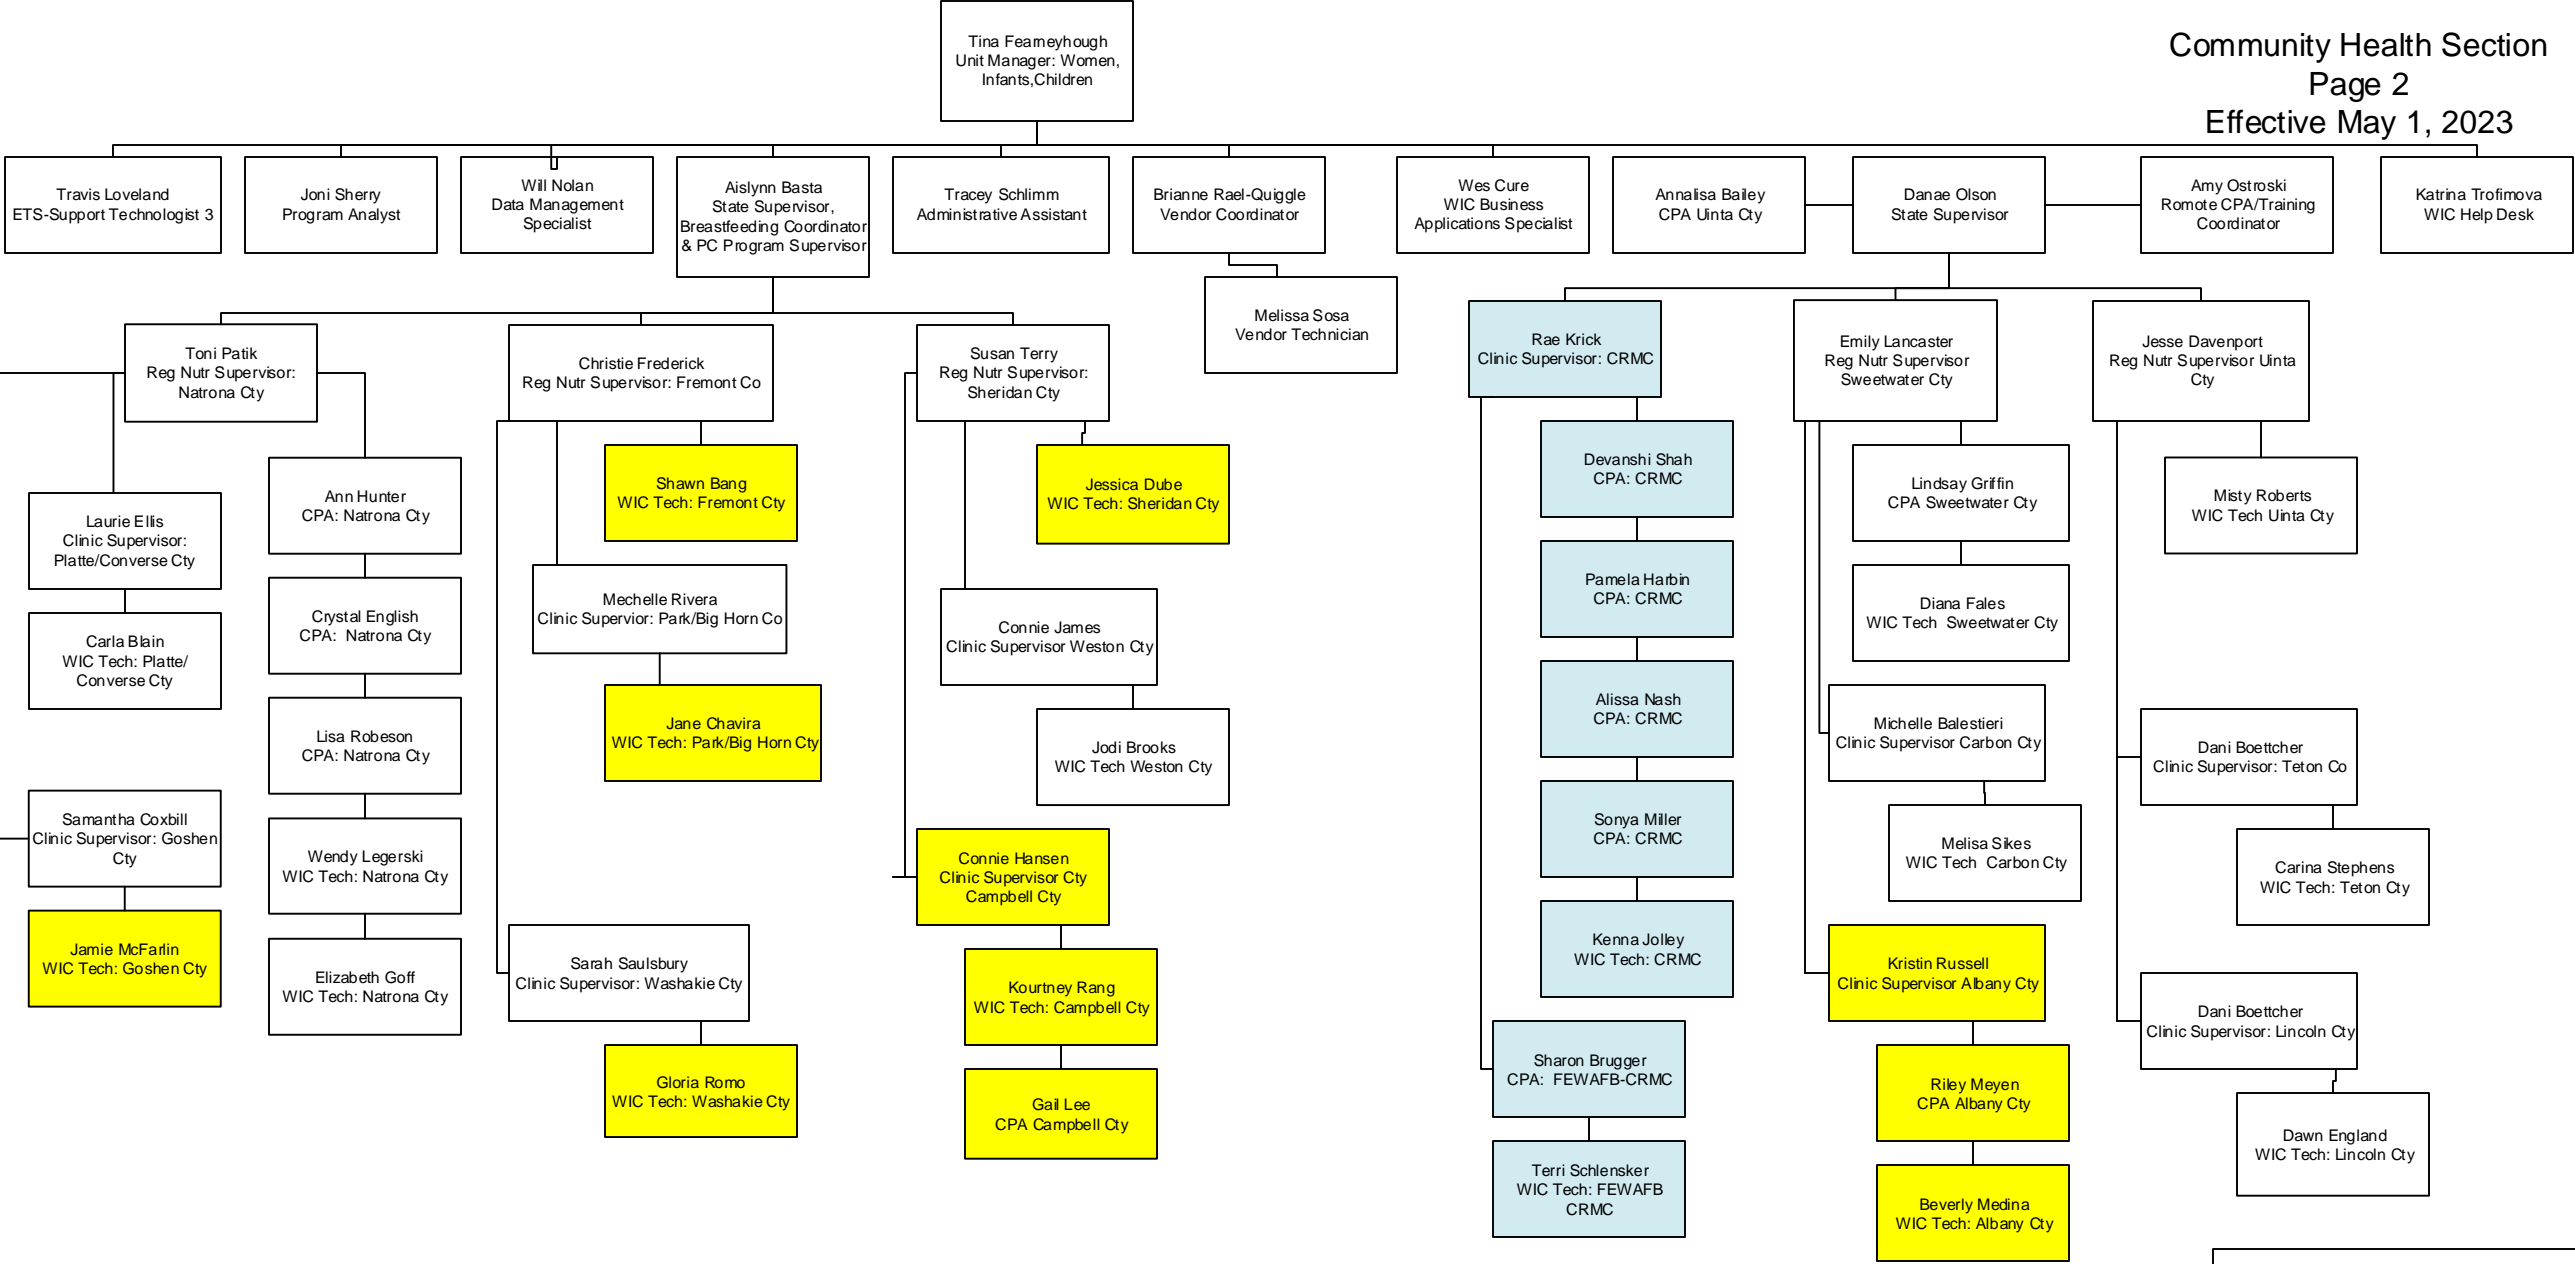 Community Health Section
Page 2
Effective May 1, 2023
Tina Fearneyhough
Unit Manager: Women,
Infants,Children
Travis Loveland
ETS-Support Technologist 3
Joni Sherry
Program Analyst
Will Nolan
Data Management
Specialist
Aislynn Basta
State Supervisor,
Breastfeeding Coordinator
& PC Program Supervisor
Tracey Schlimm
Administrative Assistant
Brianne Rael-Quiggle
Vendor Coordinator
Wes Cure
WIC Business
Applications Specialist
Annalisa Bailey
CPA Uinta Cty
Danae Olson
State Supervisor
Amy Ostroski
Romote CPA/Training
Coordinator
Katrina Trofimova
WIC Help Desk
Melissa Sosa
Vendor Technician
Toni Patik
Reg Nutr Supervisor:
Natrona Cty
Laurie Ellis
Clinic Supervisor:
Platte/Converse Cty
Carla Blain
WIC Tech: Platte/
Converse Cty
Samantha Coxbill
Clinic Supervisor: Goshen
Cty
Jamie McFarlin
WIC Tech: Goshen Cty
Ann Hunter
CPA: Natrona Cty
Crystal English
CPA:  Natrona Cty
Lisa Robeson
CPA: Natrona Cty
Wendy Legerski
WIC Tech: Natrona Cty
Elizabeth Goff
WIC Tech: Natrona Cty
Christie Frederick
Reg Nutr Supervisor: Fremont Co
Shawn Bang
WIC Tech: Fremont Cty
Mechelle Rivera
Clinic Supervior: Park/Big Horn Co
Jane Chavira
WIC Tech: Park/Big Horn Cty
Sarah Saulsbury
Clinic Supervisor: Washakie Cty
Gloria Romo
WIC Tech: Washakie Cty
Susan Terry
Reg Nutr Supervisor:
Sheridan Cty
Jessica Dube
WIC Tech: Sheridan Cty
Connie James
Clinic Supervisor Weston Cty
Jodi Brooks
WIC Tech Weston Cty
Connie Hansen
Clinic Supervisor Cty
Campbell Cty
Kourtney Rang
WIC Tech: Campbell Cty
Gail Lee
CPA Campbell Cty
Rae Krick
Clinic Supervisor: CRMC
Devanshi Shah
CPA: CRMC
Pamela Harbin
CPA: CRMC
Alissa Nash
CPA: CRMC
Sonya Miller
CPA: CRMC
Kenna Jolley
WIC Tech: CRMC
Sharon Brugger
CPA:  FEWAFB-CRMC
Terri Schlensker
WIC Tech: FEWAFB
CRMC
Emily Lancaster
Reg Nutr Supervisor
Sweetwater Cty
Lindsay Griffin
CPA Sweetwater Cty
Diana Fales
WIC Tech  Sweetwater Cty
Michelle Balestieri
Clinic Supervisor Carbon Cty
Melisa Sikes
WIC Tech  Carbon Cty
Kristin Russell
Clinic Supervisor Albany Cty
Riley Meyen
CPA Albany Cty
Beverly Medina
WIC Tech: Albany Cty
Jesse Davenport
Reg Nutr Supervisor Uinta
Cty
Misty Roberts
WIC Tech Uinta Cty
Dani Boettcher
Clinic Supervisor: Teton Co
Carina Stephens
WIC Tech: Teton Cty
Dani Boettcher
Clinic Supervisor: Lincoln Cty
Dawn England
WIC Tech: Lincoln Cty